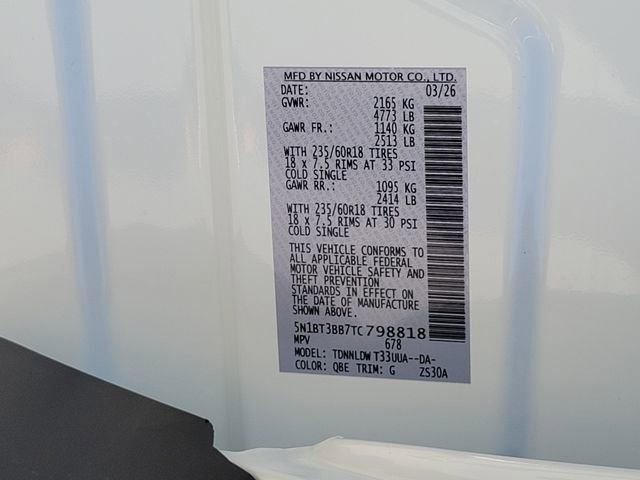 MFD BY NISSAN MOTOR CO., LTD.
DATE: 03/26
GVWR: 2165 KG
4773 LB
GAWR FR.: 1140 KG
2513 LB
WITH 235/60R18 TIRES
18 x 7.5 RIMS AT 33 PSI
COLD SINGLE
GAWR RR.: 1095 KG
2414 LB
WITH 235/60R18 TIRES
18 x 7.5 RIMS AT 30 PSI
COLD SINGLE
THIS VEHICLE CONFORMS TO
ALL APPLICABLE FEDERAL
MOTOR VEHICLE SAFETY AND
THEFT PREVENTION
STANDARDS IN EFFECT ON
THE DATE OF MANUFACTURE
SHOWN ABOVE.
5N1BT3BB7TC798818
MPV 678
MODEL: TDNNLDWT33UUA--DA-
COLOR: QBE TRIM: G ZS30A